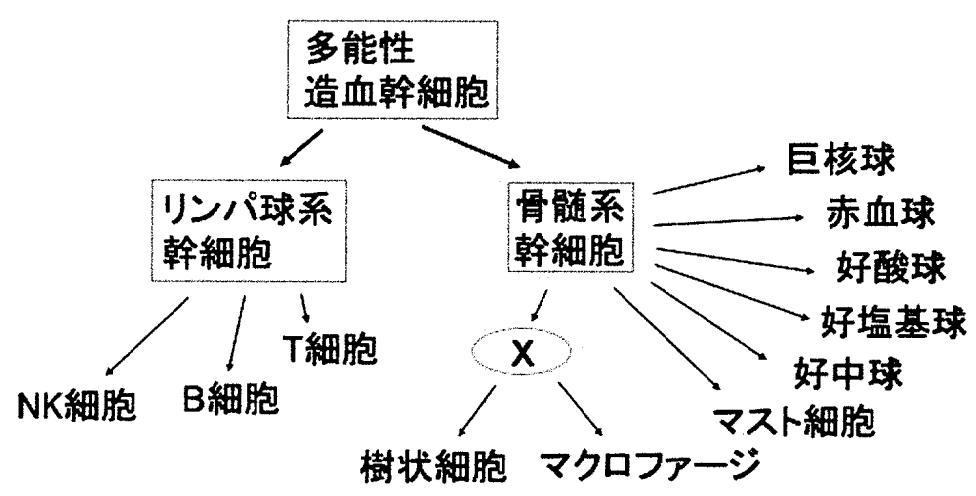 多能性
造血幹細胞
リンパ球系
幹細胞
骨髄系
幹細胞
巨核球
赤血球
好酸球
好塩基球
好中球
マスト細胞
X
T細胞
B細胞
NK細胞
樹状細胞
マクロファージ